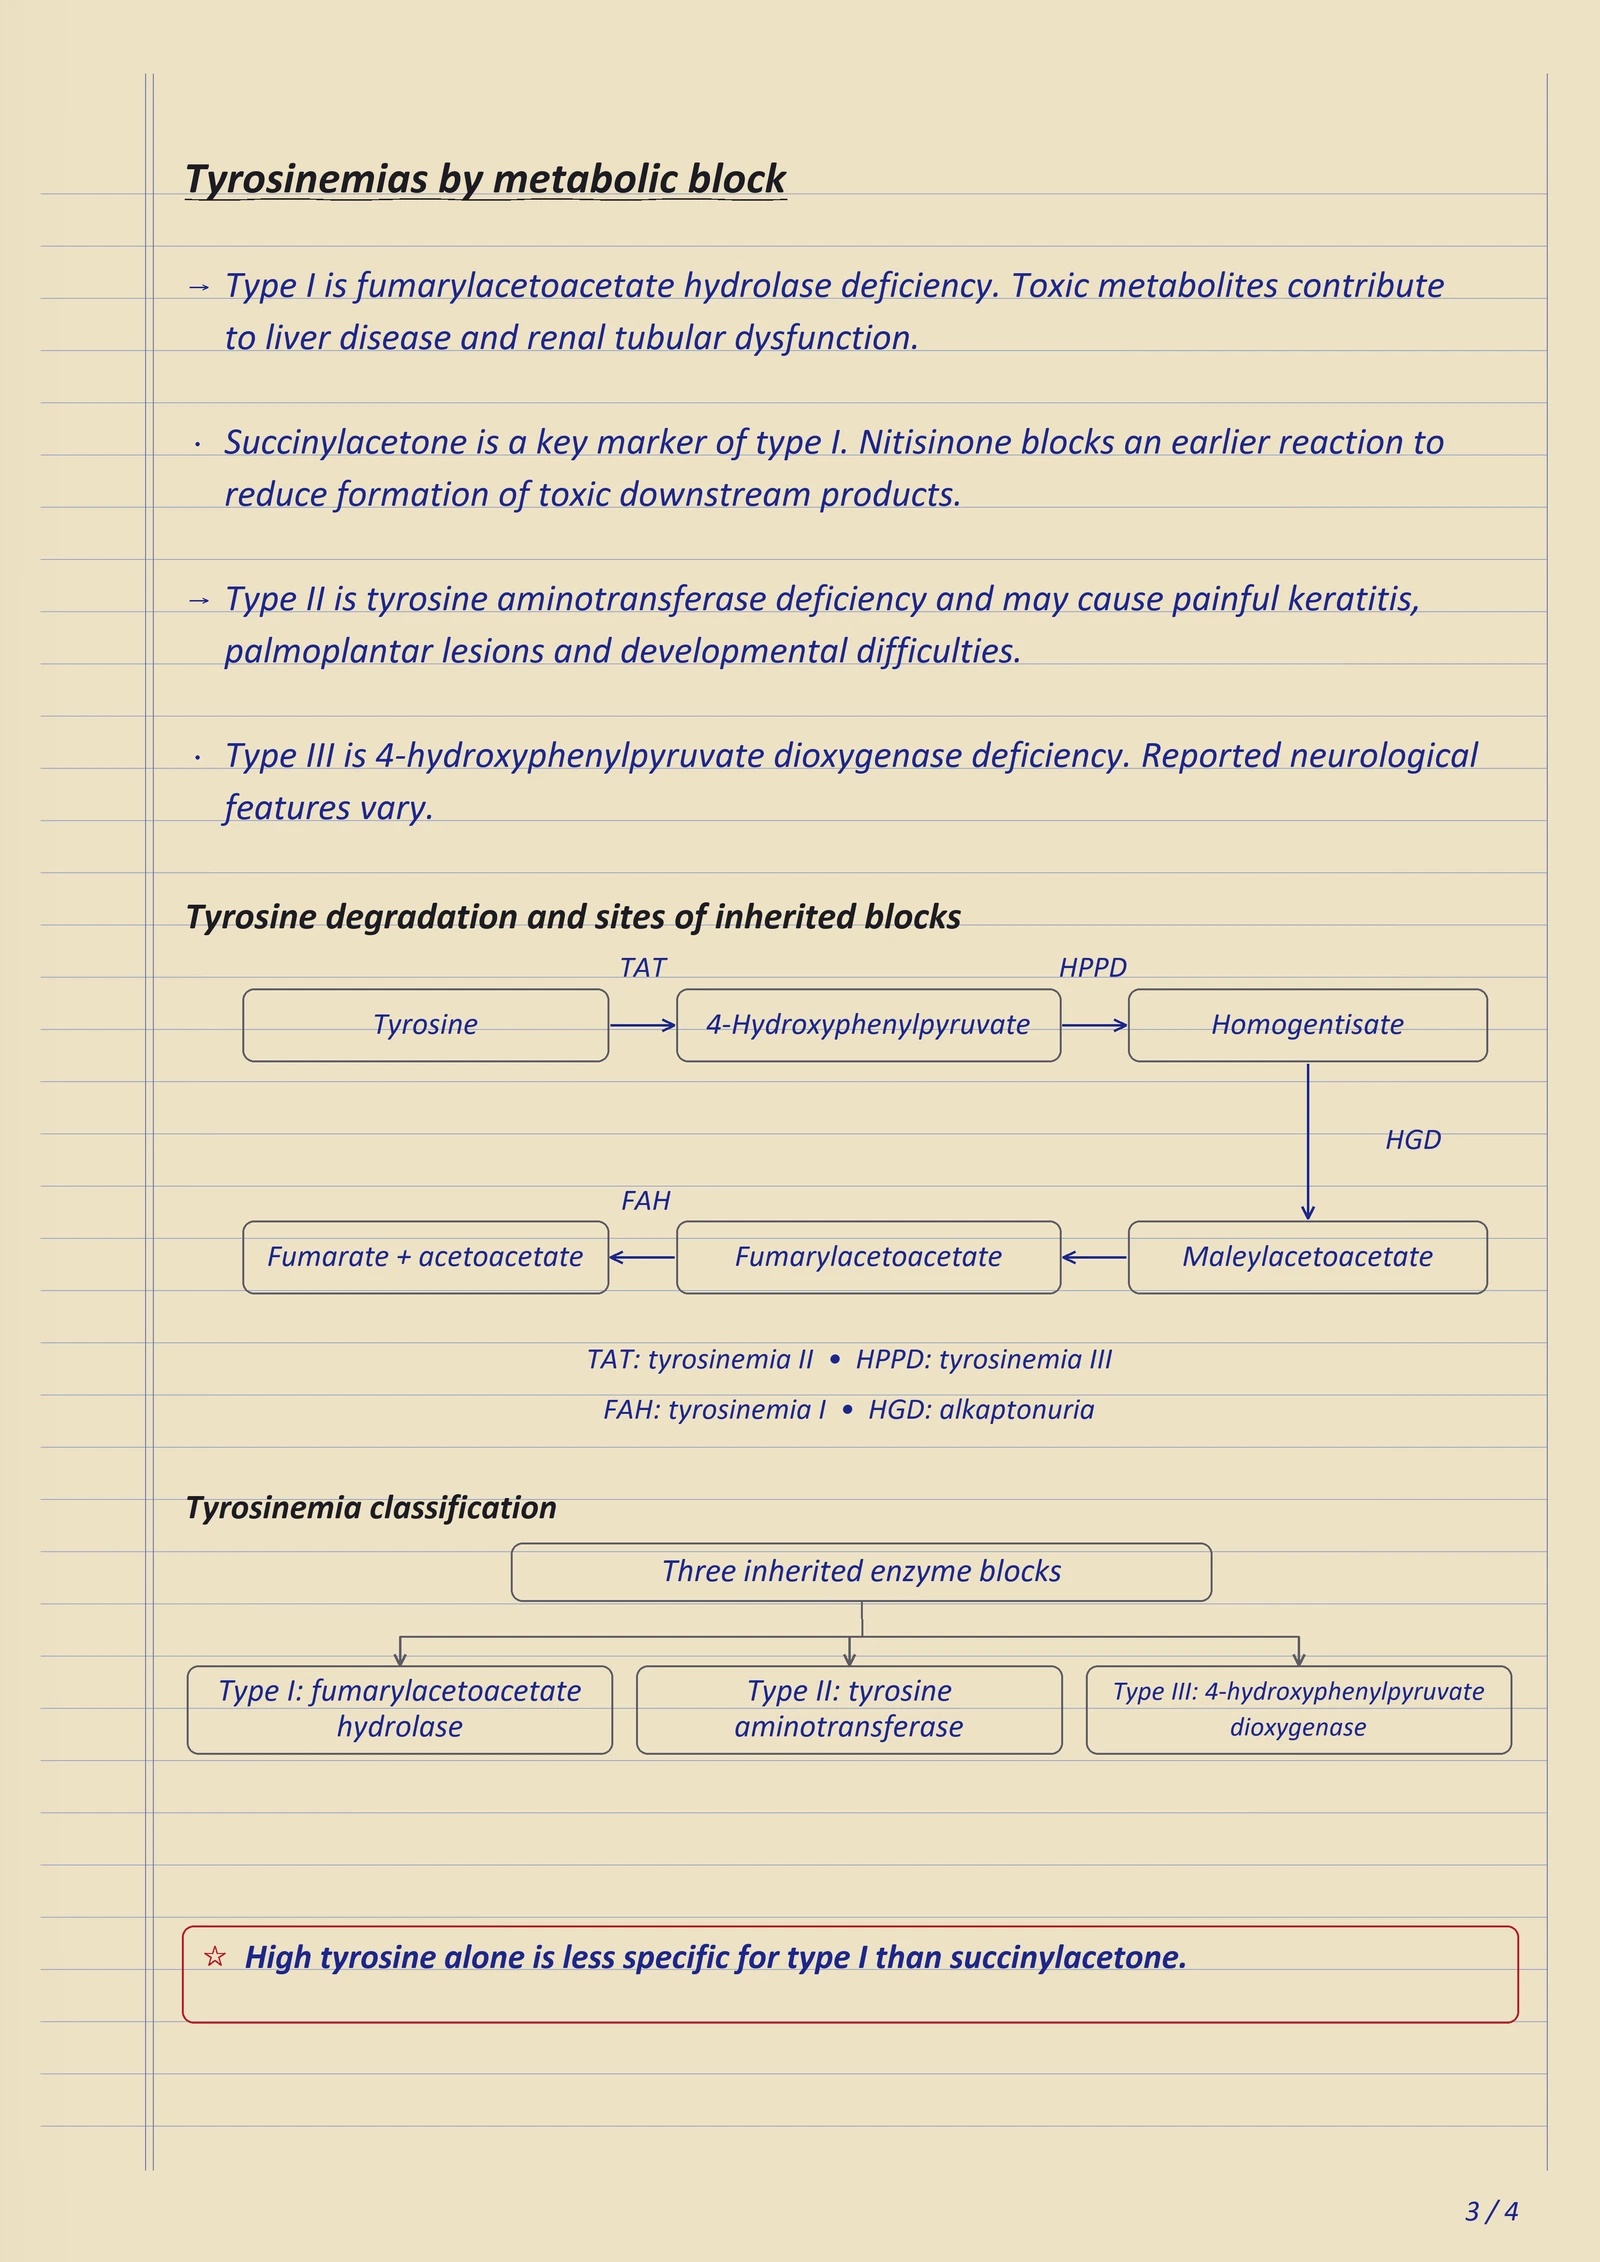 Tyrosinemias by metabolic block
→ Type I is fumarylacetoacetate hydrolase deficiency. Toxic metabolites contribute
to liver disease and renal tubular dysfunction.
· Succinylacetone is a key marker of type I. Nitisinone blocks an earlier reaction to
reduce formation of toxic downstream products.
→ Type II is tyrosine aminotransferase deficiency and may cause painful keratitis,
palmoplantar lesions and developmental difficulties.
· Type III is 4-hydroxyphenylpyruvate dioxygenase deficiency. Reported neurological
features vary.
Tyrosine degradation and sites of inherited blocks
TAT HPPD
Tyrosine 4-Hydroxyphenylpyruvate Homogentisate
HGD
FAH
Fumarate + acetoacetate Fumarylacetoacetate Maleylacetoacetate
TAT: tyrosinemia II • HPPD: tyrosinemia III
FAH: tyrosinemia I • HGD: alkaptonuria
Tyrosinemia classification
Three inherited enzyme blocks
Type I: fumarylacetoacetate
hydrolase
Type II: tyrosine
aminotransferase
Type III: 4-hydroxyphenylpyruvate
dioxygenase
☆ High tyrosine alone is less specific for type I than succinylacetone.
3 / 4